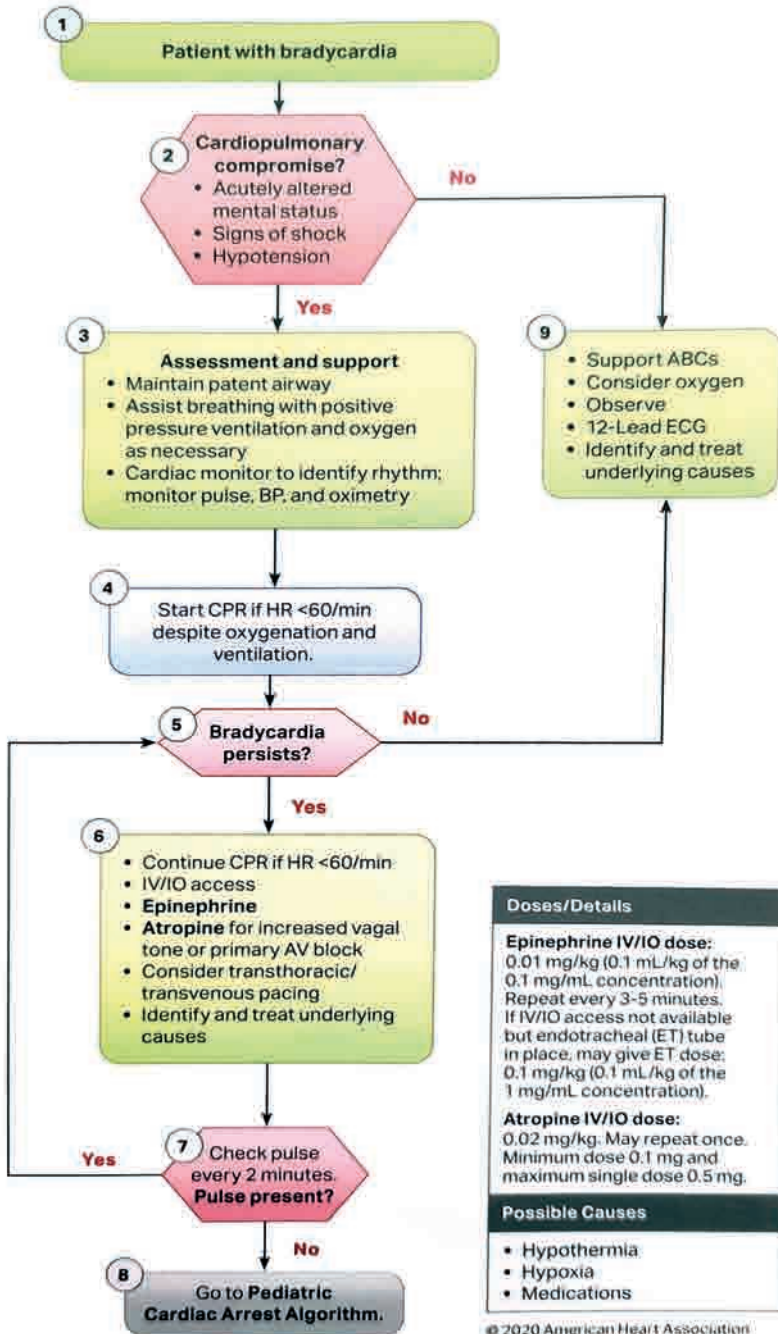 1
Patient with bradycardia
2
Cardiopulmonary
compromise?
• Acutely altered
mental status
• Signs of shock
• Hypotension
No
Yes
3
Assessment and support
• Maintain patent airway
• Assist breathing with positive
pressure ventilation and oxygen
as necessary
• Cardiac monitor to identify rhythm;
monitor pulse, BP, and oximetry
9
• Support ABCs
• Consider oxygen
• Observe
• 12-Lead ECG
• Identify and treat
underlying causes
4
Start CPR if HR <60/min
despite oxygenation and
ventilation.
5
Bradycardia
persists?
No
Yes
6
• Continue CPR if HR <60/min
• IV/IO access
• Epinephrine
• Atropine for increased vagal
tone or primary AV block
• Consider transthoracic/
transvenous pacing
• Identify and treat underlying
causes
7
Check pulse
every 2 minutes.
Pulse present?
Yes
No
8
Go to Pediatric
Cardiac Arrest Algorithm.
Doses/Details
Epinephrine IV/IO dose:
0.01 mg/kg (0.1 mL/kg of the
0.1 mg/mL concentration).
Repeat every 3-5 minutes.
If IV/IO access not available
but endotracheal (ET) tube
in place, may give ET dose:
0.1 mg/kg (0.1 mL/kg of the
1 mg/mL concentration).
Atropine IV/IO dose:
0.02 mg/kg. May repeat once.
Minimum dose 0.1 mg and
maximum single dose 0.5 mg.
Possible Causes
• Hypothermia
• Hypoxia
• Medications
© 2020 American Heart Association